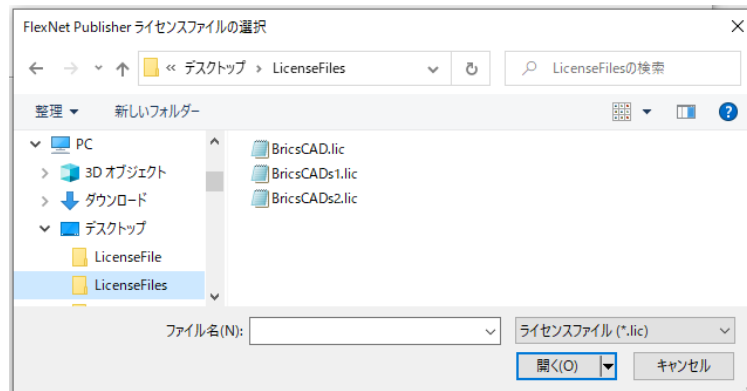 FlexNet Publisher ライセンスファイルの選択
« デスクトップ › LicenseFiles
LicenseFilesの検索
整理 新しいフォルダー
PC
3D オブジェクト
ダウンロード
デスクトップ
LicenseFile
LicenseFiles
BricsCAD.lic
BricsCADs1.lic
BricsCADs2.lic
ファイル名(N):
ライセンスファイル (*.lic)
開く(O) キャンセル